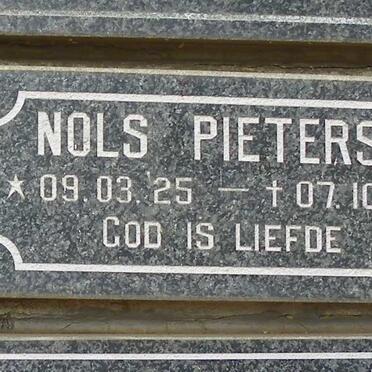 NOLS PIETERS
★ 09.03.25 – † 07.10
GOD IS LIEFDE